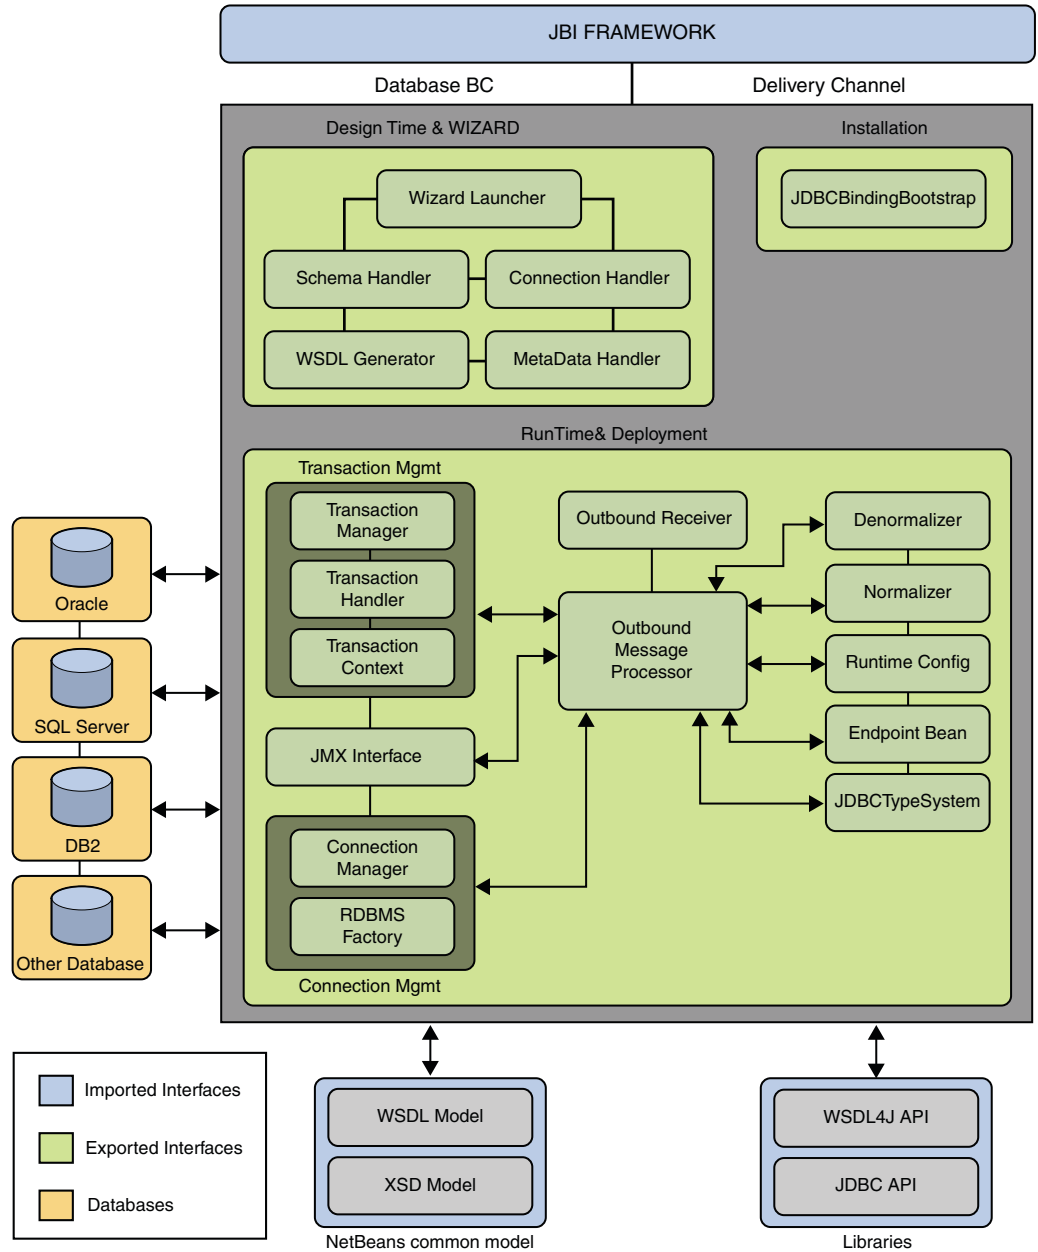 JBI FRAMEWORK
Database BC
Delivery Channel
Design Time & WIZARD
Installation
Wizard Launcher
JDBCBindingBootstrap
Schema Handler
Connection Handler
WSDL Generator
MetaData Handler
RunTime& Deployment
Transaction Mgmt
Transaction
Manager
Transaction
Handler
Transaction
Context
JMX Interface
Connection
Manager
RDBMS
Factory
Connection Mgmt
Outbound Receiver
Outbound
Message
Processor
Denormalizer
Normalizer
Runtime Config
Endpoint Bean
JDBCTypeSystem
Oracle
SQL Server
DB2
Other Database
Imported Interfaces
Exported Interfaces
Databases
WSDL Model
XSD Model
NetBeans common model
WSDL4J API
JDBC API
Libraries